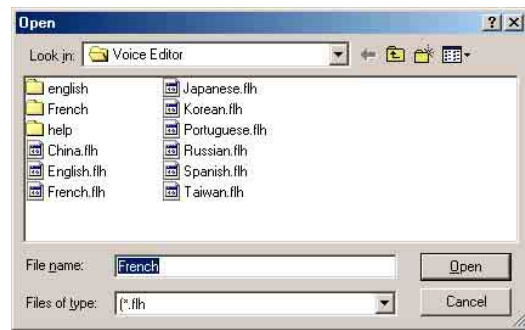 Open
Look in: Voice Editor
english
French
help
China.flh
English.flh
French.flh
Japanese.flh
Korean.flh
Portuguese.flh
Russian.flh
Spanish.flh
Taiwan.flh
File name: French Open
Files of type: (*.flh Cancel